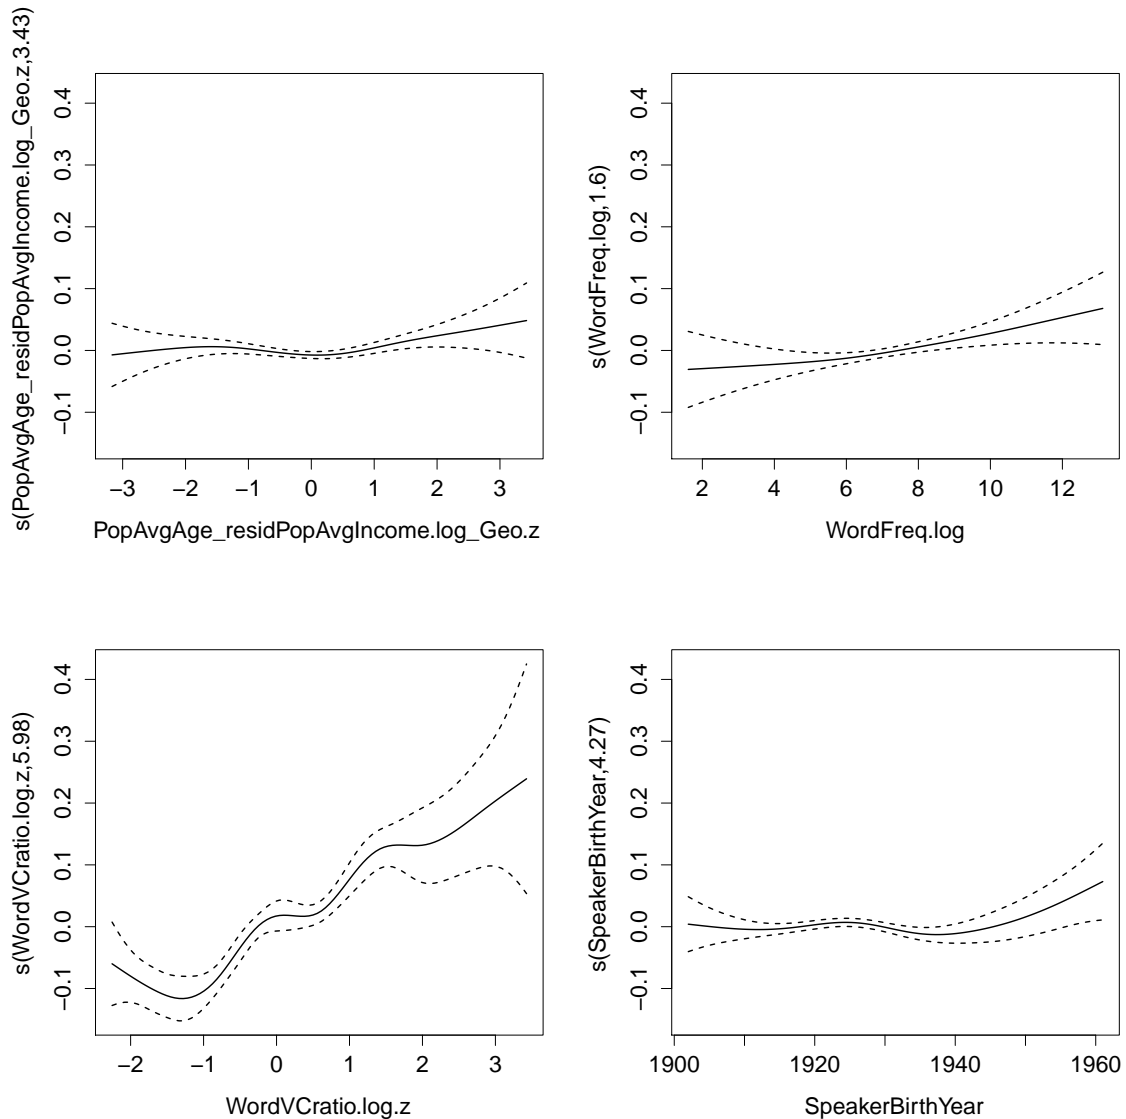 s(PopAvgAge_residPopAvgIncome.log_Geo.z,3.43)
0.4
0.3
0.2
0.1
0.0
−0.1
−3 −2 −1 0 1 2 3
PopAvgAge_residPopAvgIncome.log_Geo.z
s(WordFreq.log,1.6)
0.4
0.3
0.2
0.1
0.0
−0.1
2 4 6 8 10 12
WordFreq.log
s(WordVCratio.log.z,5.98)
0.4
0.3
0.2
0.1
0.0
−0.1
−2 −1 0 1 2 3
WordVCratio.log.z
s(SpeakerBirthYear,4.27)
0.4
0.3
0.2
0.1
0.0
−0.1
1900 1920 1940 1960
SpeakerBirthYear